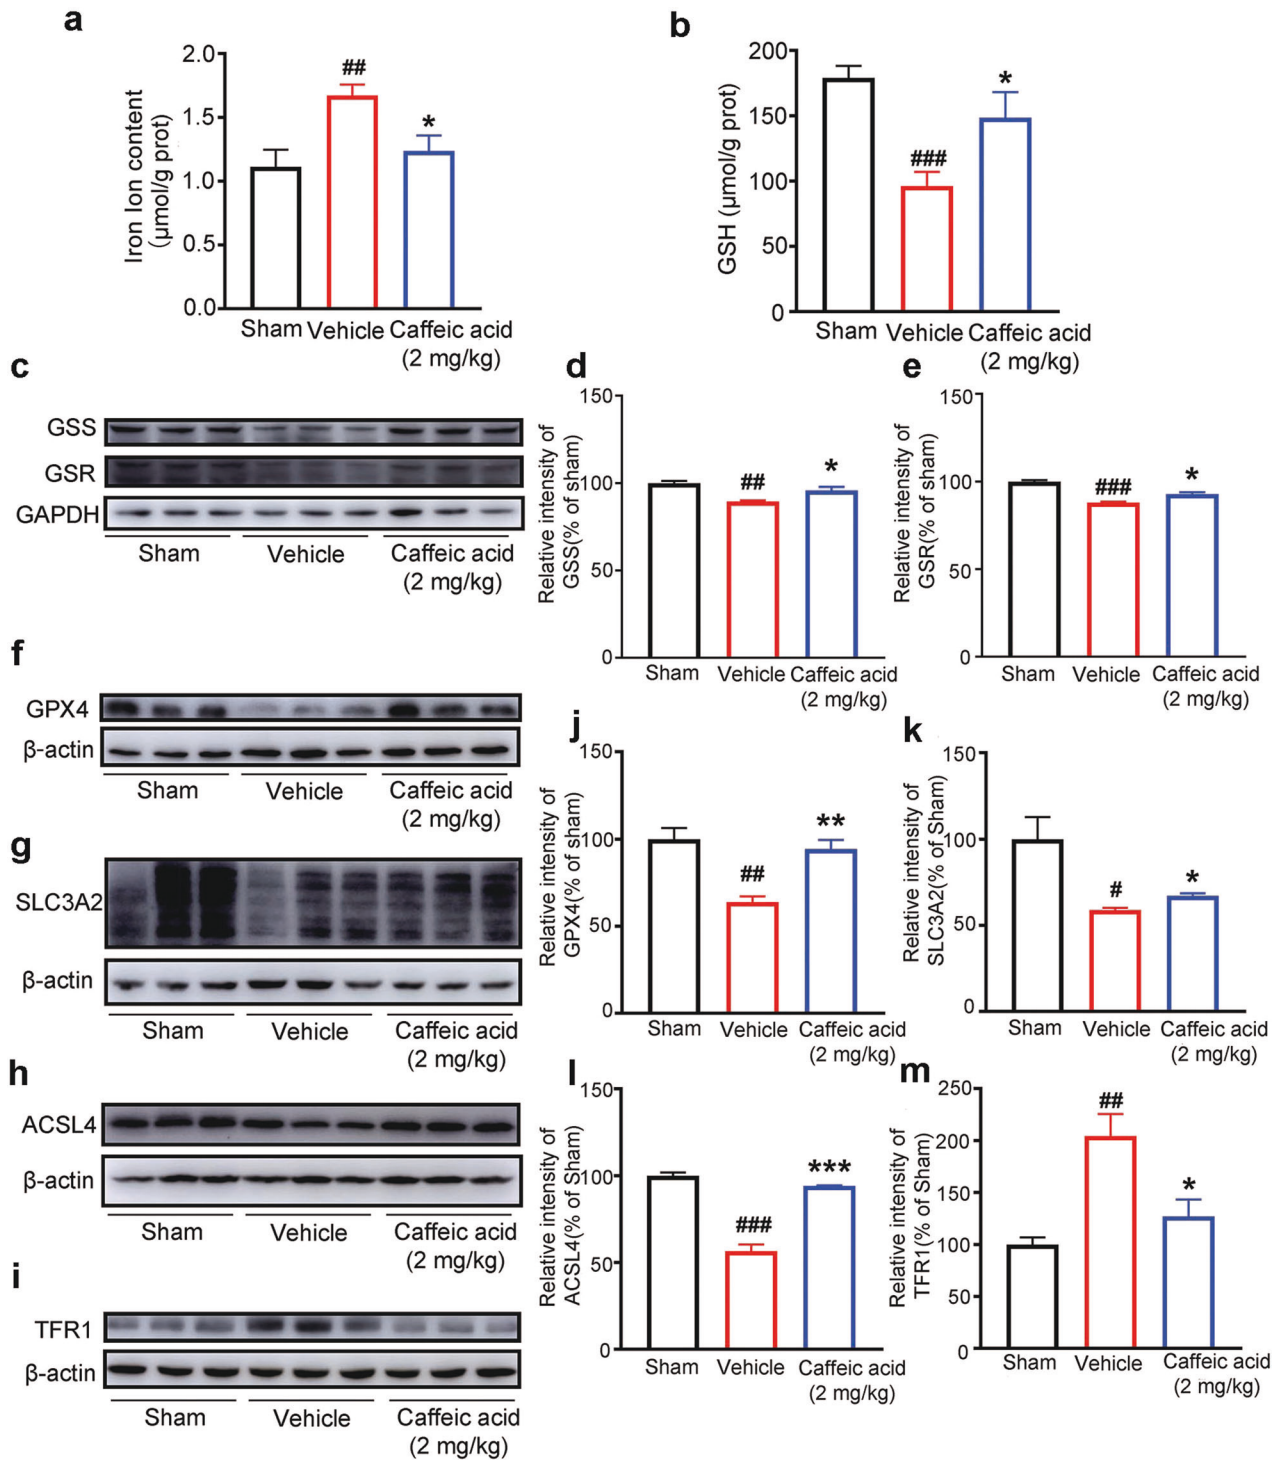 a
Iron Ion content
(μmol/g prot)
2.0
1.5
1.0
0.5
0.0
##
*
Sham Vehicle Caffeic acid
(2 mg/kg)
b
GSH (μmol/g prot)
200
150
100
50
0
###
*
Sham Vehicle Caffeic acid
(2 mg/kg)
c
GSS
GSR
GAPDH
Sham Vehicle Caffeic acid
(2 mg/kg)
d
Relative intensity of
GSS(% of sham)
150
100
50
0
##
*
Sham Vehicle Caffeic acid
(2 mg/kg)
e
Relative intensity of
GSR(% of sham)
150
100
50
0
###
*
Sham Vehicle Caffeic acid
(2 mg/kg)
f
GPX4
β-actin
Sham Vehicle Caffeic acid
(2 mg/kg)
g
SLC3A2
β-actin
Sham Vehicle Caffeic acid
(2 mg/kg)
h
ACSL4
β-actin
Sham Vehicle Caffeic acid
(2 mg/kg)
i
TFR1
β-actin
Sham Vehicle Caffeic acid
(2 mg/kg)
j
Relative intensity of
GPX4(% of sham)
150
100
50
0
##
**
Sham Vehicle Caffeic acid
(2 mg/kg)
k
Relative intensity of
SLC3A2(% of Sham)
150
100
50
0
#
*
Sham Vehicle Caffeic acid
(2 mg/kg)
l
Relative intensity of
ACSL4(% of Sham)
150
100
50
0
###
***
Sham Vehicle Caffeic acid
(2 mg/kg)
m
Relative intensity of
TFR1(% of Sham)
250
200
150
100
50
0
##
*
Sham Vehicle Caffeic acid
(2 mg/kg)